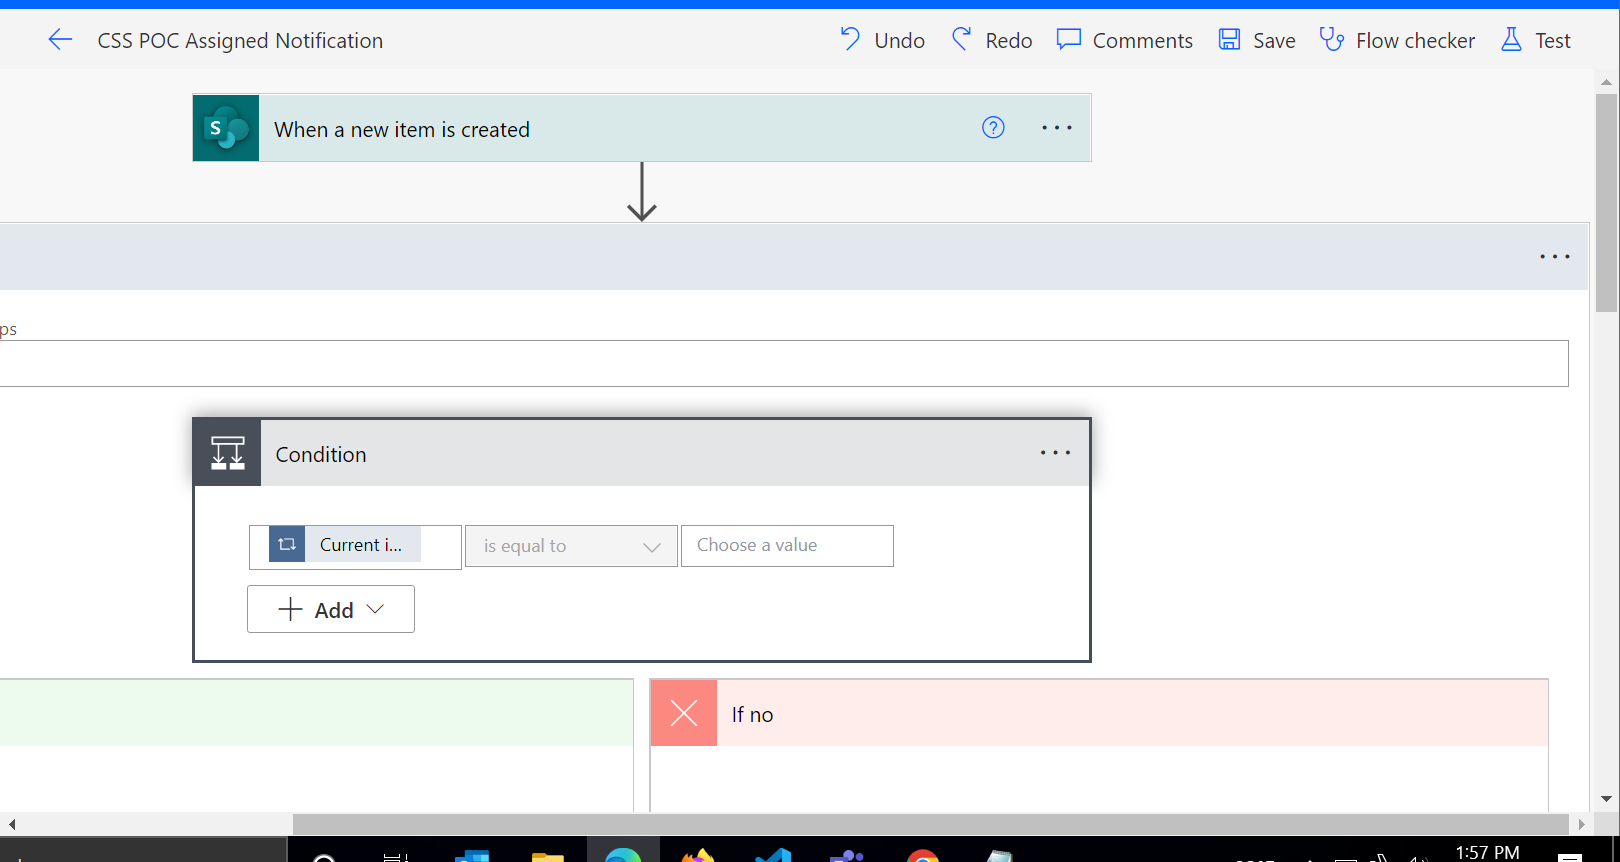 CSS POC Assigned Notification
Undo
Redo
Comments
Save
Flow checker
Test
S
When a new item is created
?
ps
Condition
Current i...
is equal to
Choose a value
Add
If no
1:57 PM